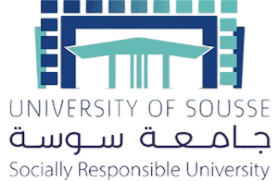 UNIVERSITY OF SOUSSE
جامعة سوسة
Socially Responsible University